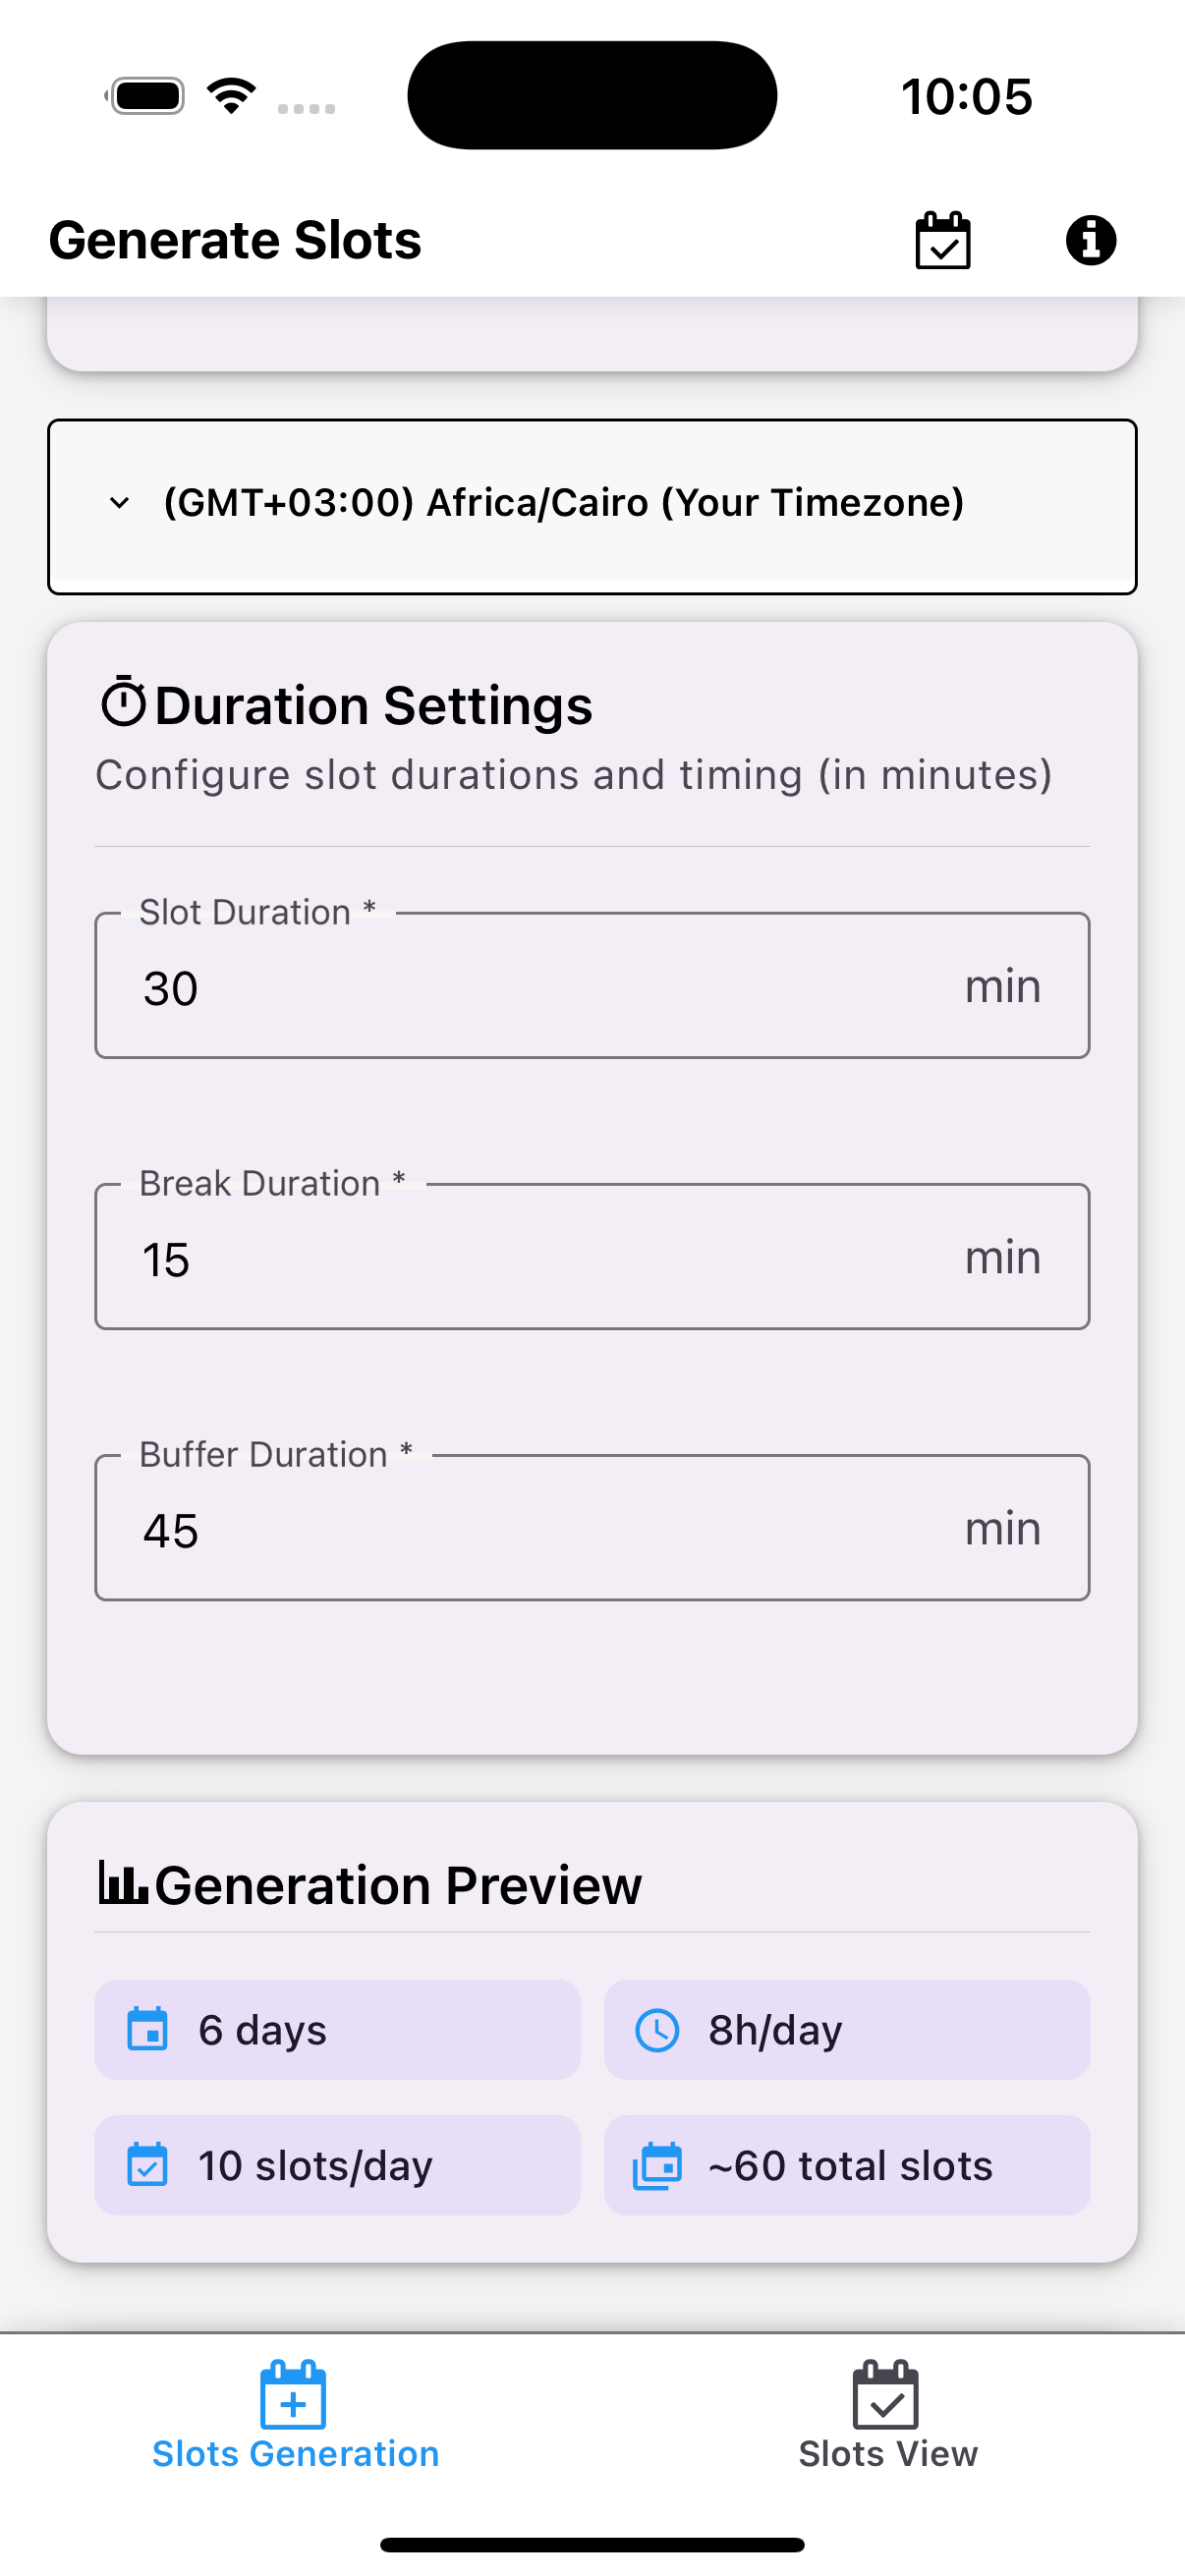 10:05
Generate Slots
(GMT+03:00) Africa/Cairo (Your Timezone)
Duration Settings
Configure slot durations and timing (in minutes)
Slot Duration *
30 min
Break Duration *
15 min
Buffer Duration *
45 min
Generation Preview
6 days
8h/day
10 slots/day
~60 total slots
Slots Generation
Slots View